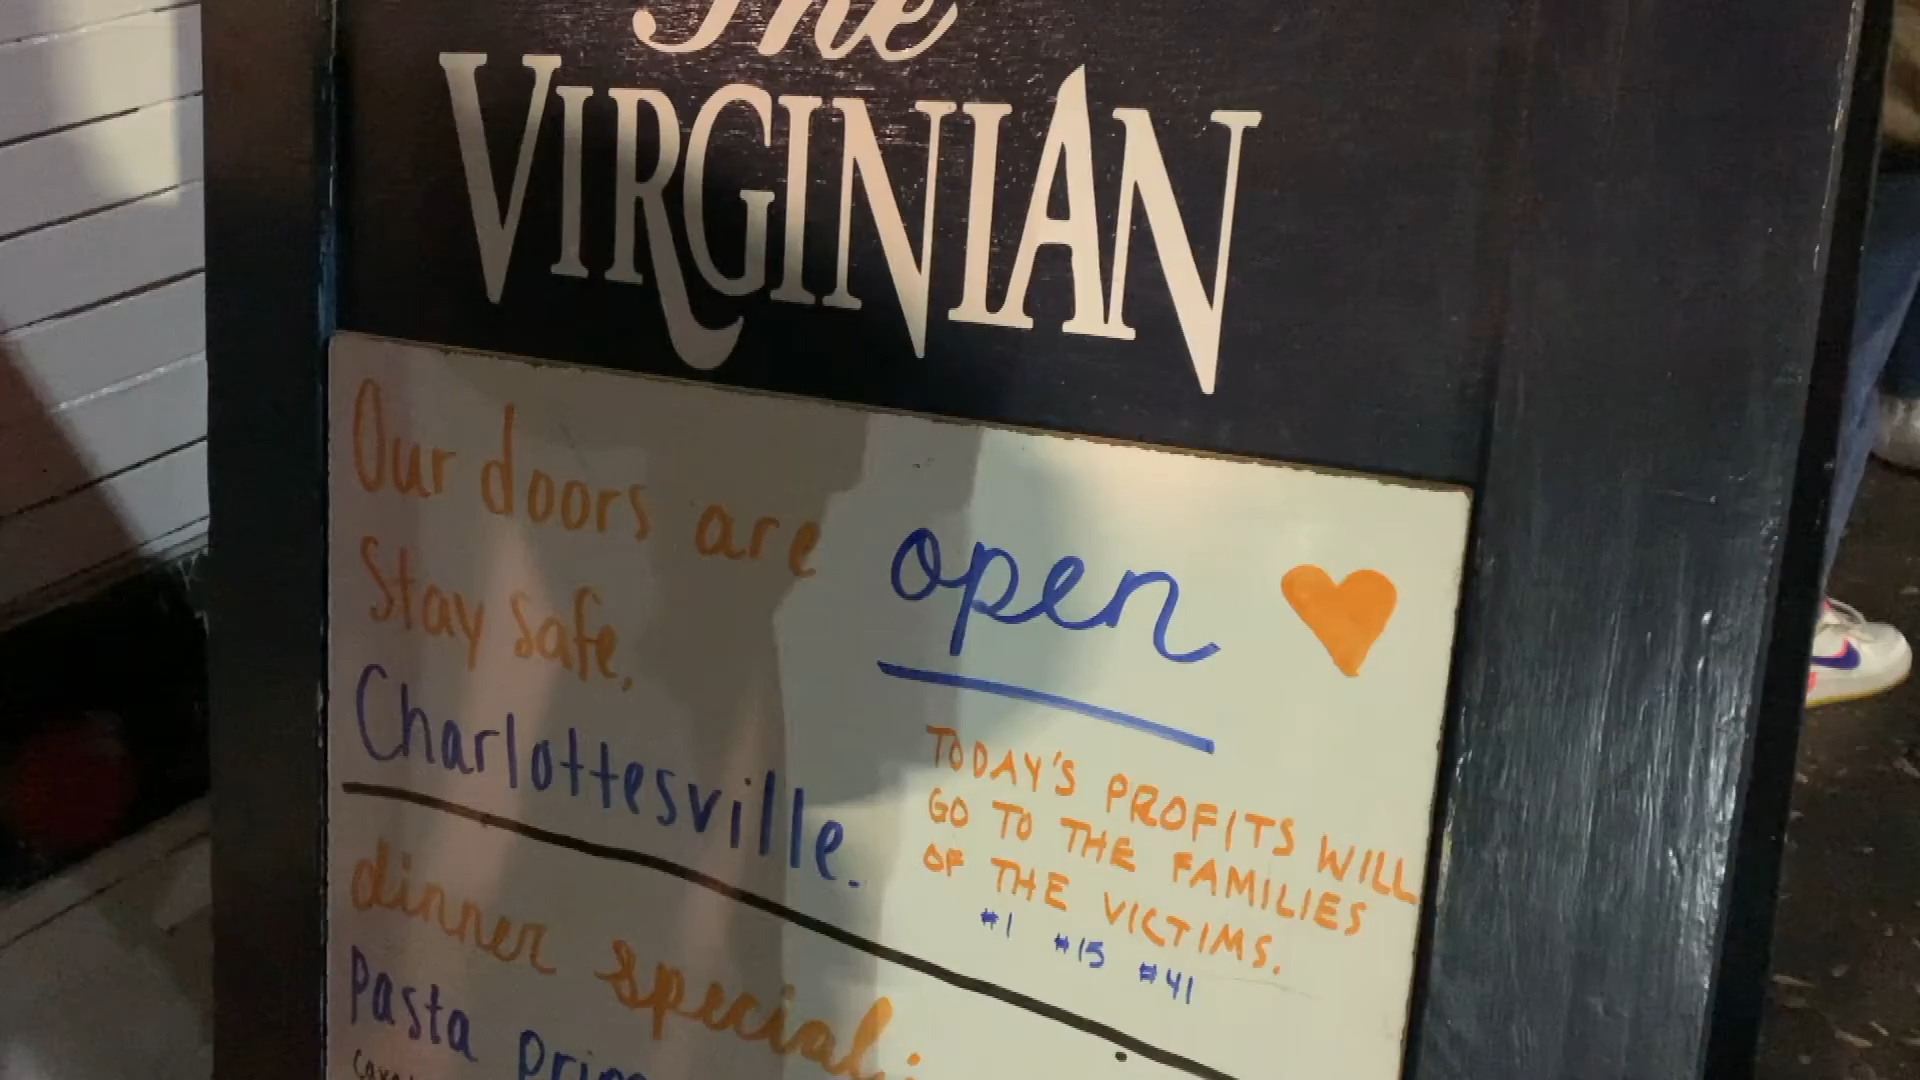 The
VIRGINIAN
Our doors are open
Stay safe,
Charlottesville.
TODAY'S PROFITS WILL
GO TO THE FAMILIES
OF THE VICTIMS.
#1 #15 #41
dinner special:
Pasta